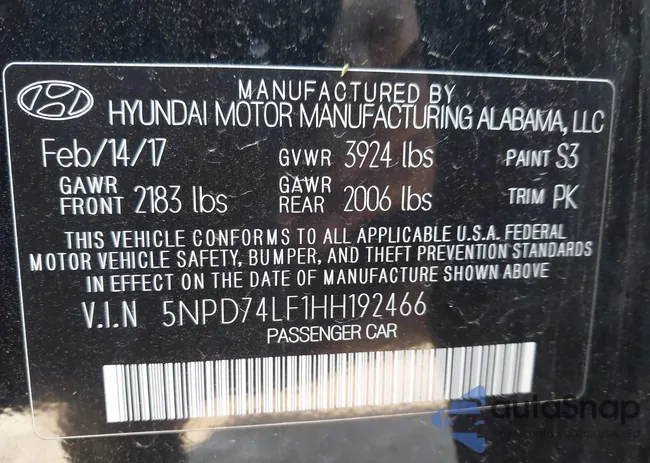 MANUFACTURED BY
HYUNDAI MOTOR MANUFACTURING ALABAMA, LLC
Feb/14/17 GVWR 3924 lbs PAINT S3
GAWR FRONT 2183 lbs GAWR REAR 2006 lbs TRIM PK
THIS VEHICLE CONFORMS TO ALL APPLICABLE U.S.A. FEDERAL
MOTOR VEHICLE SAFETY, BUMPER, AND THEFT PREVENTION STANDARDS
IN EFFECT ON THE DATE OF MANUFACTURE SHOWN ABOVE.
V.I.N 5NPD74LF1HH192466
PASSENGER CAR
autoSnap